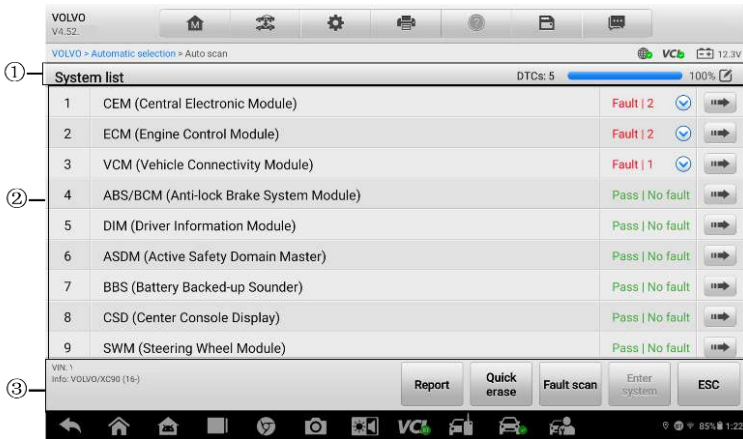 VOLVO
V4.52.
VOLVO > Automatic selection > Auto scan
VCI 12.3V
① System list DTCs: 5 100%
1 CEM (Central Electronic Module) Fault | 2
2 ECM (Engine Control Module) Fault | 2
3 VCM (Vehicle Connectivity Module) Fault | 1
② 4 ABS/BCM (Anti-lock Brake System Module) Pass | No fault
5 DIM (Driver Information Module) Pass | No fault
6 ASDM (Active Safety Domain Master) Pass | No fault
7 BBS (Battery Backed-up Sounder) Pass | No fault
8 CSD (Center Console Display) Pass | No fault
9 SWM (Steering Wheel Module) Pass | No fault
VIN:
Info: VOLVO/XC90 (16-)
③ Report Quick erase Fault scan Enter system ESC
VCI 85% 1:22